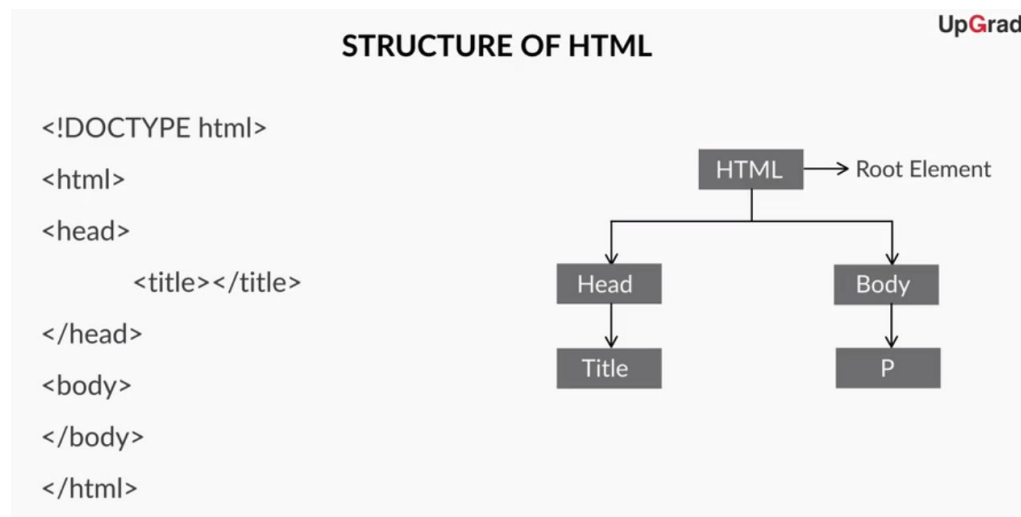 UpGrad
STRUCTURE OF HTML
<!DOCTYPE html>
<html>
<head>
<title></title>
</head>
<body>
</body>
</html>
HTML
Root Element
Head
Body
Title
P